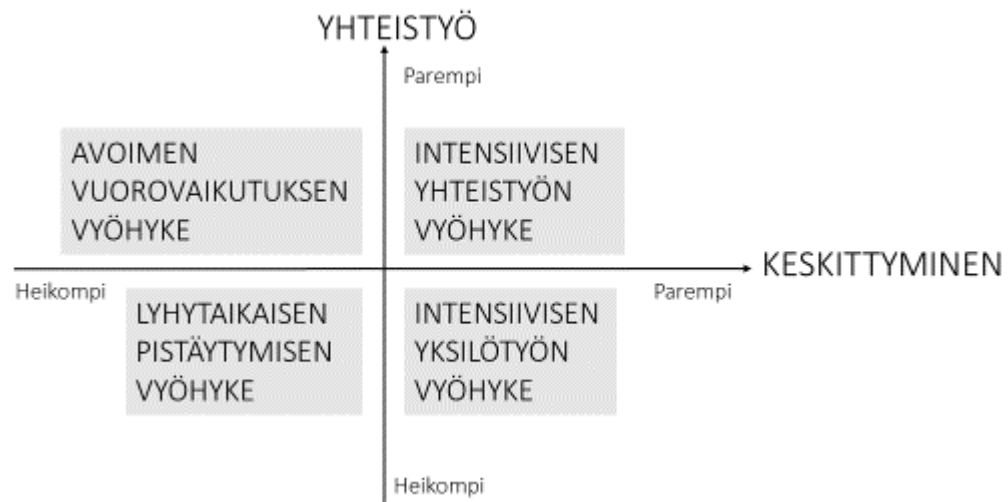 YHTEISTYÖ
Parempi
AVOIMEN
VUOROVAIKUTUKSEN
VYÖHYKE
INTENSIIVISEN
YHTEISTYÖN
VYÖHYKE
KESKITTYMINEN
Heikompi
Parempi
LYHYTAIKAISEN
PISTÄYTYMISEN
VYÖHYKE
INTENSIIVISEN
YKSILÖTYÖN
VYÖHYKE
Heikompi